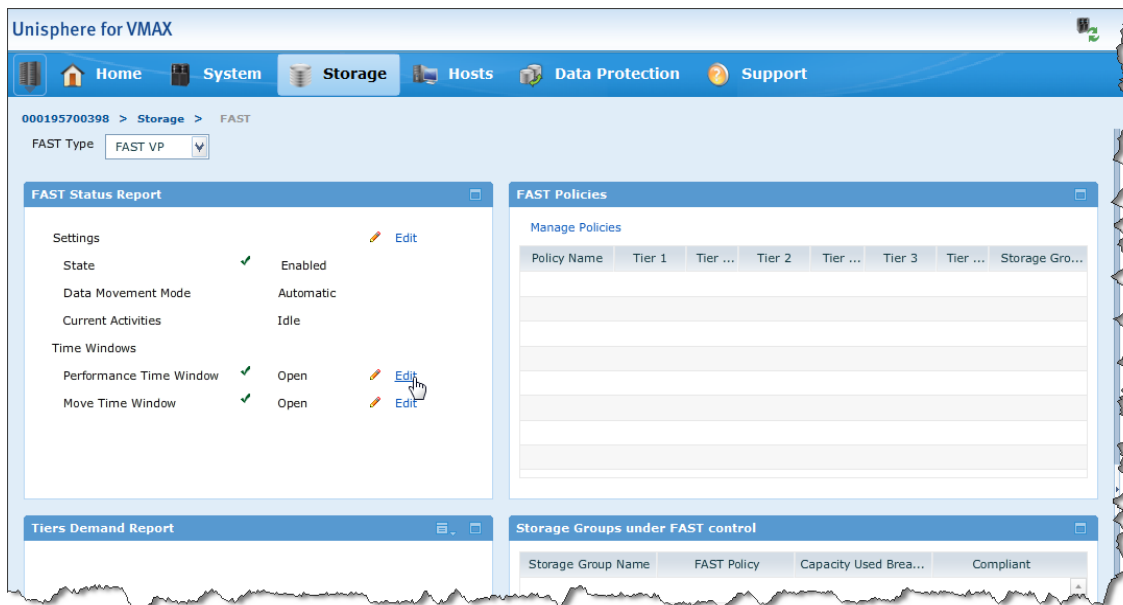 Unisphere for VMAX
Home System Storage Hosts Data Protection Support
000195700398 > Storage > FAST
FAST Type FAST VP
FAST Status Report
Settings Edit
State Enabled
Data Movement Mode Automatic
Current Activities Idle
Time Windows
Performance Time Window Open Edit
Move Time Window Open Edit
FAST Policies
Manage Policies
Policy Name Tier 1 Tier ... Tier 2 Tier ... Tier 3 Tier ... Storage Gro...
Tiers Demand Report
Storage Groups under FAST control
Storage Group Name FAST Policy Capacity Used Brea... Compliant